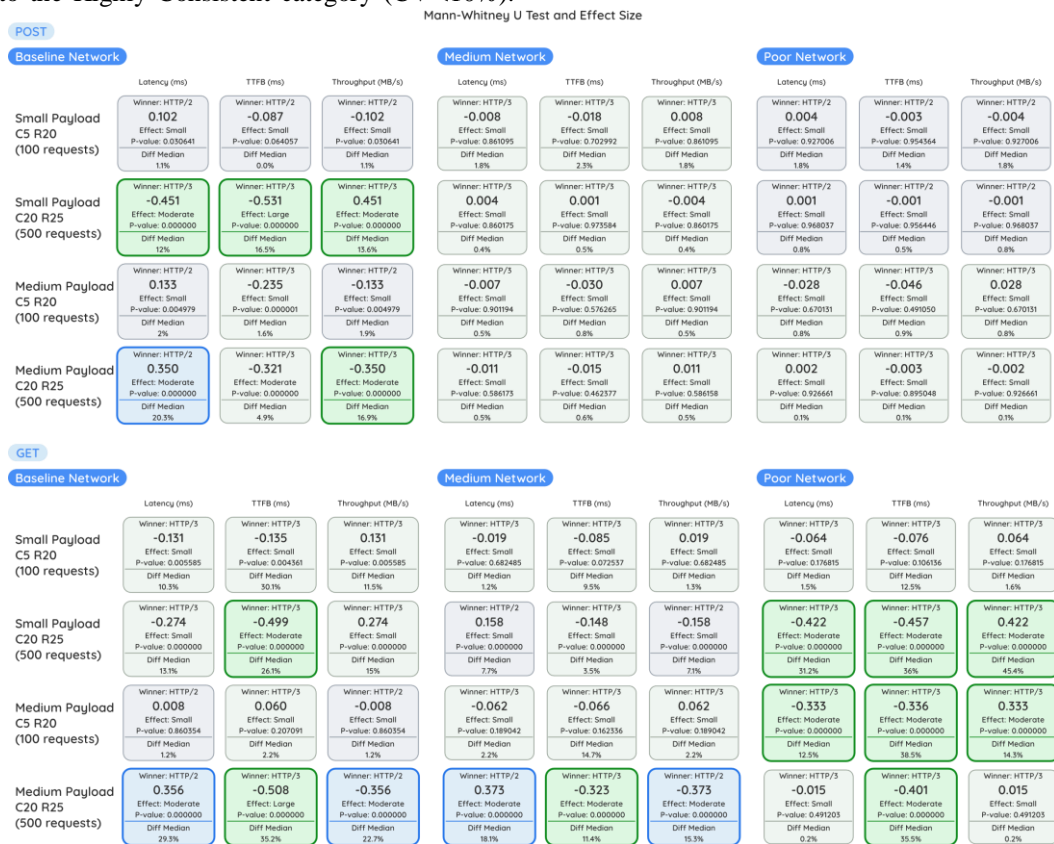 to the Highly Consistent category (CV <10%).
Mann-Whitney U Test and Effect Size
POST
Baseline Network Medium Network Poor Network
Latency (ms) TTFB (ms) Throughput (MB/s) Latency (ms) TTFB (ms) Throughput (MB/s) Latency (ms) TTFB (ms) Throughput (MB/s)
Winner: HTTP/2 Winner: HTTP/2 Winner: HTTP/2 Winner: HTTP/3 Winner: HTTP/3 Winner: HTTP/3 Winner: HTTP/2 Winner: HTTP/2 Winner: HTTP/2
Small Payload 0.102 -0.087 -0.102 -0.008 -0.018 0.008 0.004 -0.003 -0.004
C5 R20 Effect: Small Effect: Small Effect: Small Effect: Small Effect: Small Effect: Small Effect: Small Effect: Small Effect: Small
(100 requests) P-value: 0.030641 P-value: 0.064057 P-value: 0.030641 P-value: 0.861095 P-value: 0.702992 P-value: 0.861095 P-value: 0.927006 P-value: 0.954364 P-value: 0.927006
Diff Median Diff Median Diff Median Diff Median Diff Median Diff Median Diff Median Diff Median Diff Median
1.1% 0.0% 1.1% 1.8% 2.3% 1.8% 1.8% 1.4% 1.8%
Winner: HTTP/3 Winner: HTTP/3 Winner: HTTP/3 Winner: HTTP/3 Winner: HTTP/3 Winner: HTTP/3 Winner: HTTP/2 Winner: HTTP/2 Winner: HTTP/2
Small Payload -0.451 -0.531 0.451 0.004 0.001 -0.004 0.001 -0.001 -0.001
C20 R25 Effect: Moderate Effect: Large Effect: Moderate Effect: Small Effect: Small Effect: Small Effect: Small Effect: Small Effect: Small
(500 requests) P-value: 0.000000 P-value: 0.000000 P-value: 0.000000 P-value: 0.860175 P-value: 0.973584 P-value: 0.860175 P-value: 0.968037 P-value: 0.956446 P-value: 0.968037
Diff Median Diff Median Diff Median Diff Median Diff Median Diff Median Diff Median Diff Median Diff Median
12% 16.5% 13.6% 0.4% 0.5% 0.4% 0.8% 0.5% 0.8%
Winner: HTTP/2 Winner: HTTP/3 Winner: HTTP/2 Winner: HTTP/3 Winner: HTTP/3 Winner: HTTP/3 Winner: HTTP/3 Winner: HTTP/3 Winner: HTTP/3
Medium Payload 0.133 -0.235 -0.133 -0.007 -0.030 0.007 -0.028 -0.046 0.028
C5 R20 Effect: Small Effect: Small Effect: Small Effect: Small Effect: Small Effect: Small Effect: Small Effect: Small Effect: Small
(100 requests) P-value: 0.004979 P-value: 0.000001 P-value: 0.004979 P-value: 0.901194 P-value: 0.576265 P-value: 0.901194 P-value: 0.670131 P-value: 0.491050 P-value: 0.670131
Diff Median Diff Median Diff Median Diff Median Diff Median Diff Median Diff Median Diff Median Diff Median
2% 1.6% 1.9% 0.5% 0.8% 0.5% 0.8% 0.9% 0.8%
Winner: HTTP/2 Winner: HTTP/3 Winner: HTTP/3 Winner: HTTP/3 Winner: HTTP/3 Winner: HTTP/3 Winner: HTTP/3 Winner: HTTP/3 Winner: HTTP/3
Medium Payload 0.350 -0.321 -0.350 -0.011 -0.015 0.011 0.002 -0.003 -0.002
C20 R25 Effect: Moderate Effect: Moderate Effect: Moderate Effect: Small Effect: Small Effect: Small Effect: Small Effect: Small Effect: Small
(500 requests) P-value: 0.000000 P-value: 0.000000 P-value: 0.000000 P-value: 0.586173 P-value: 0.462377 P-value: 0.586158 P-value: 0.926661 P-value: 0.895048 P-value: 0.926661
Diff Median Diff Median Diff Median Diff Median Diff Median Diff Median Diff Median Diff Median Diff Median
20.3% 4.9% 16.9% 0.5% 0.6% 0.5% 0.1% 0.1% 0.1%
GET
Baseline Network Medium Network Poor Network
Latency (ms) TTFB (ms) Throughput (MB/s) Latency (ms) TTFB (ms) Throughput (MB/s) Latency (ms) TTFB (ms) Throughput (MB/s)
Winner: HTTP/3 Winner: HTTP/3 Winner: HTTP/3 Winner: HTTP/3 Winner: HTTP/3 Winner: HTTP/3 Winner: HTTP/3 Winner: HTTP/3 Winner: HTTP/3
Small Payload -0.131 -0.135 0.131 -0.019 -0.085 0.019 -0.064 -0.076 0.064
C5 R20 Effect: Small Effect: Small Effect: Small Effect: Small Effect: Small Effect: Small Effect: Small Effect: Small Effect: Small
(100 requests) P-value: 0.005585 P-value: 0.004361 P-value: 0.005585 P-value: 0.682485 P-value: 0.072537 P-value: 0.682485 P-value: 0.176815 P-value: 0.106136 P-value: 0.176815
Diff Median Diff Median Diff Median Diff Median Diff Median Diff Median Diff Median Diff Median Diff Median
10.3% 30.1% 11.5% 1.2% 9.5% 1.3% 1.5% 12.5% 1.6%
Winner: HTTP/3 Winner: HTTP/3 Winner: HTTP/3 Winner: HTTP/2 Winner: HTTP/3 Winner: HTTP/2 Winner: HTTP/3 Winner: HTTP/3 Winner: HTTP/3
Small Payload -0.274 -0.499 0.274 0.158 -0.148 -0.158 -0.422 -0.457 0.422
C20 R25 Effect: Small Effect: Moderate Effect: Small Effect: Small Effect: Small Effect: Small Effect: Moderate Effect: Moderate Effect: Moderate
(500 requests) P-value: 0.000000 P-value: 0.000000 P-value: 0.000000 P-value: 0.000000 P-value: 0.000000 P-value: 0.000000 P-value: 0.000000 P-value: 0.000000 P-value: 0.000000
Diff Median Diff Median Diff Median Diff Median Diff Median Diff Median Diff Median Diff Median Diff Median
13.1% 26.1% 15% 7.7% 3.5% 7.1% 31.2% 36% 45.4%
Winner: HTTP/2 Winner: HTTP/3 Winner: HTTP/2 Winner: HTTP/3 Winner: HTTP/3 Winner: HTTP/3 Winner: HTTP/3 Winner: HTTP/3 Winner: HTTP/3
Medium Payload 0.008 0.060 -0.008 -0.062 -0.066 0.062 -0.333 -0.336 0.333
C5 R20 Effect: Small Effect: Small Effect: Small Effect: Small Effect: Small Effect: Small Effect: Moderate Effect: Moderate Effect: Moderate
(100 requests) P-value: 0.860354 P-value: 0.207091 P-value: 0.860354 P-value: 0.189042 P-value: 0.162336 P-value: 0.189042 P-value: 0.000000 P-value: 0.000000 P-value: 0.000000
Diff Median Diff Median Diff Median Diff Median Diff Median Diff Median Diff Median Diff Median Diff Median
1.2% 2.2% 1.2% 2.2% 14.7% 2.2% 12.5% 38.5% 14.3%
Winner: HTTP/2 Winner: HTTP/3 Winner: HTTP/2 Winner: HTTP/2 Winner: HTTP/3 Winner: HTTP/2 Winner: HTTP/3 Winner: HTTP/3 Winner: HTTP/3
Medium Payload 0.356 -0.508 -0.356 0.373 -0.323 -0.373 -0.015 -0.401 0.015
C20 R25 Effect: Moderate Effect: Large Effect: Moderate Effect: Moderate Effect: Moderate Effect: Moderate Effect: Small Effect: Moderate Effect: Small
(500 requests) P-value: 0.000000 P-value: 0.000000 P-value: 0.000000 P-value: 0.000000 P-value: 0.000000 P-value: 0.000000 P-value: 0.491203 P-value: 0.000000 P-value: 0.491203
Diff Median Diff Median Diff Median Diff Median Diff Median Diff Median Diff Median Diff Median Diff Median
29.3% 35.2% 22.7% 18.1% 11.4% 15.3% 0.2% 35.5% 0.2%